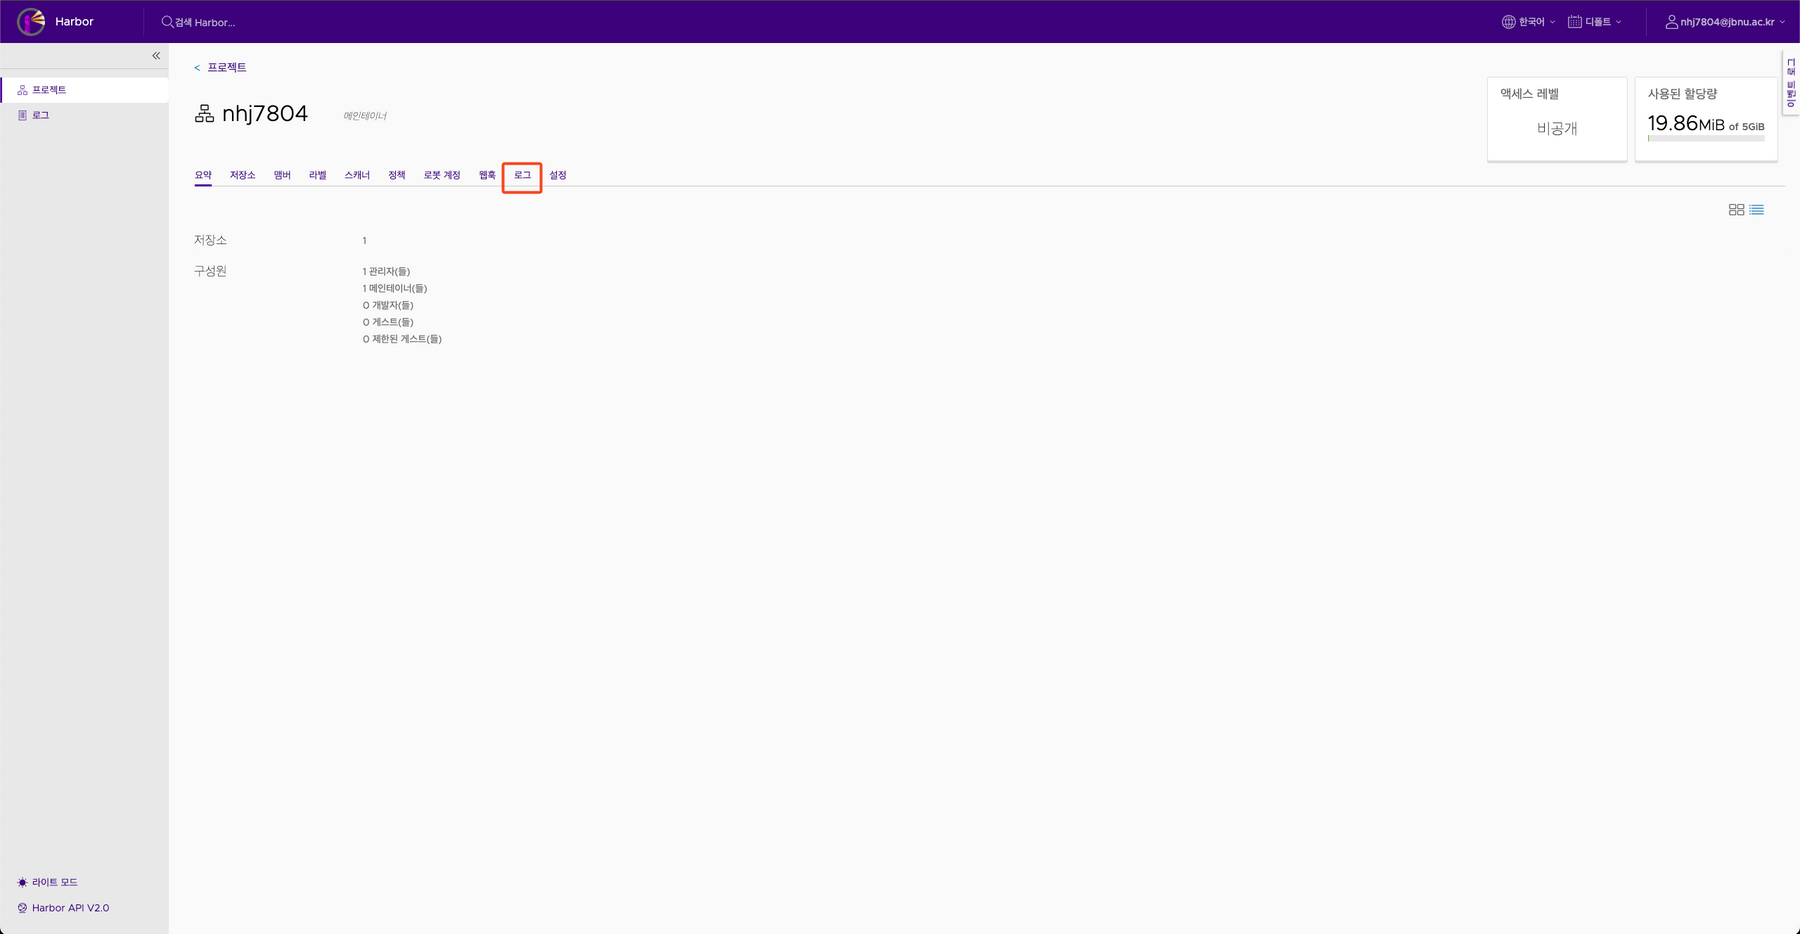 Harbor
검색 Harbor...
한국어
디폴트
nhj7804@jbnu.ac.kr
«
프로젝트
로그
< 프로젝트
nhj7804
메인테이너
액세스 레벨
비공개
사용된 할당량
19.86MiB of 5GiB
이벤트 로그
요약 저장소 맴버 라벨 스캐너 정책 로봇 계정 웹훅 로그 설정
저장소 1
구성원 1 관리자(들)
1 메인테이너(들)
0 개발자(들)
0 게스트(들)
0 제한된 게스트(들)
라이트 모드
Harbor API V2.0